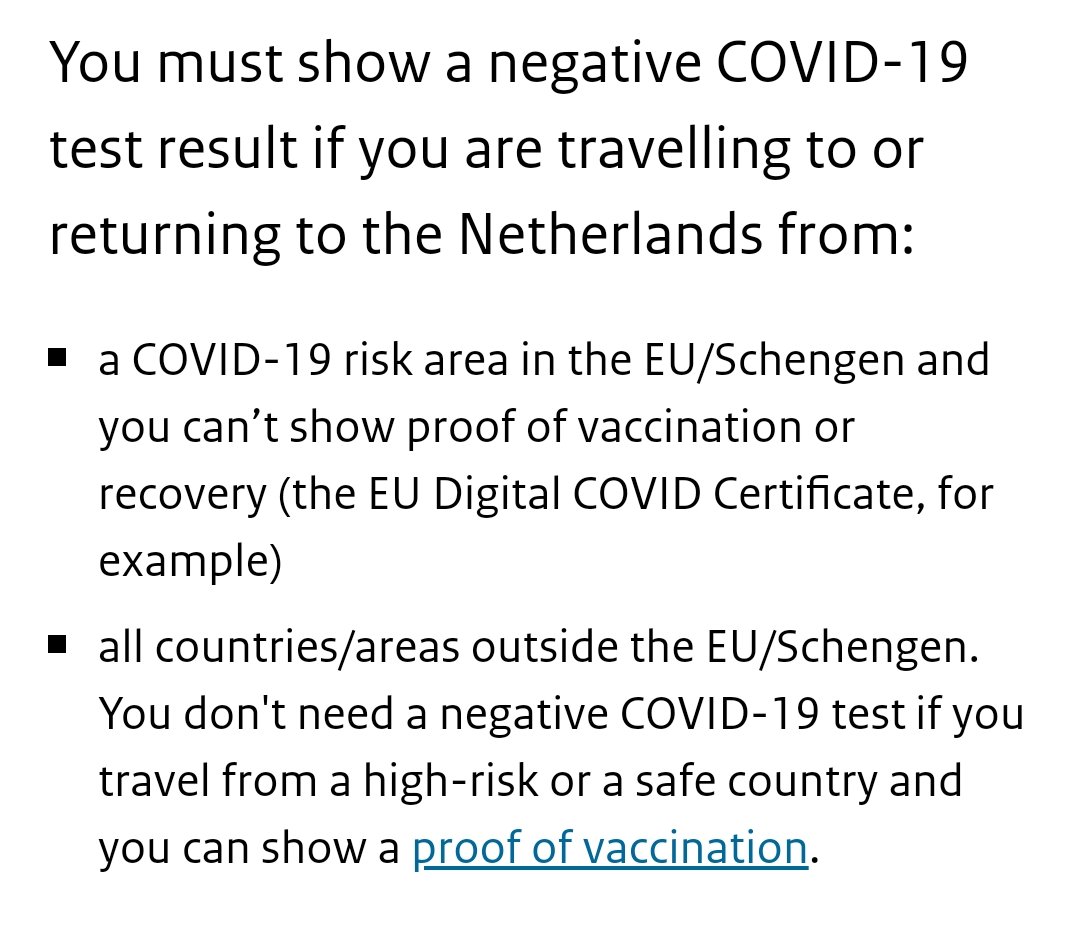 You must show a negative COVID-19
test result if you are travelling to or
returning to the Netherlands from:
▪ a COVID-19 risk area in the EU/Schengen and
you can’t show proof of vaccination or
recovery (the EU Digital COVID Certificate, for
example)
▪ all countries/areas outside the EU/Schengen.
You don't need a negative COVID-19 test if you
travel from a high-risk or a safe country and
you can show a proof of vaccination.